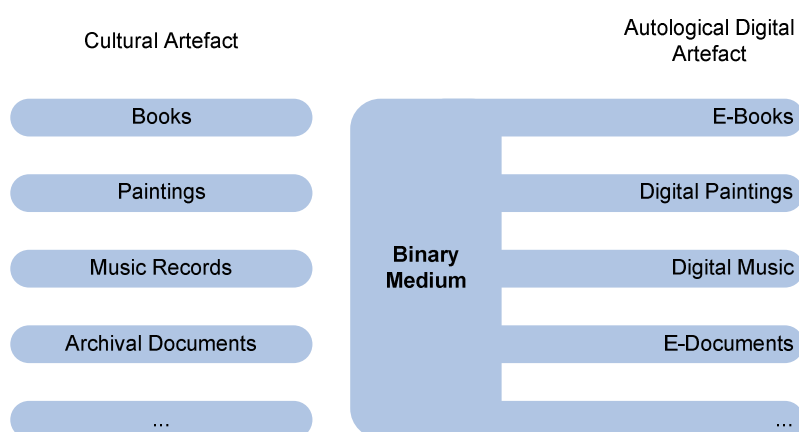 Cultural Artefact
Autological Digital
Artefact
Books
E-Books
Paintings
Digital Paintings
Binary
Medium
Music Records
Digital Music
Archival Documents
E-Documents
...
...